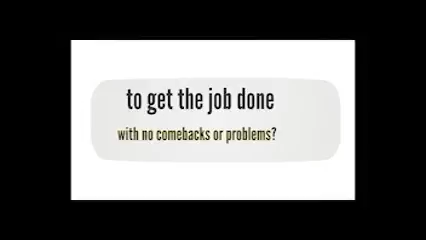 to get the job done
with no comebacks or problems?